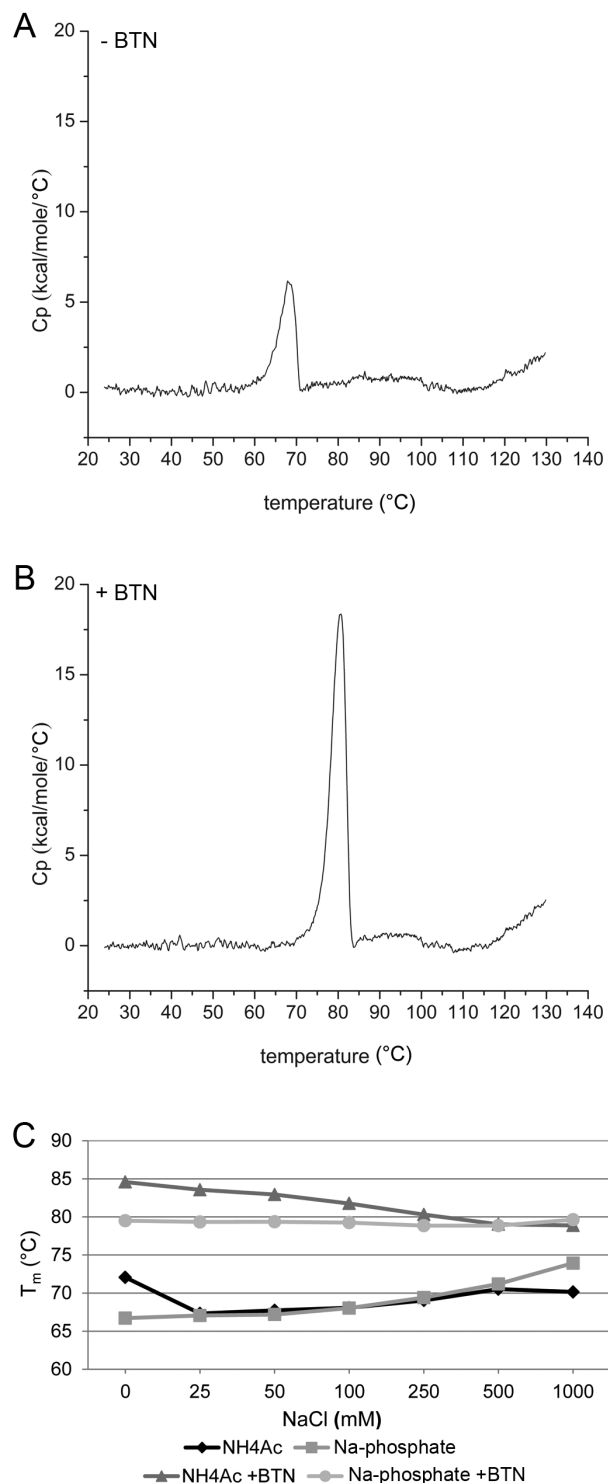 A
- BTN
20
15
10
5
0
Cp (kcal/mole/°C)
20 30 40 50 60 70 80 90 100 110 120 130 140
temperature (°C)
B
+ BTN
20
15
10
5
0
Cp (kcal/mole/°C)
20 30 40 50 60 70 80 90 100 110 120 130 140
temperature (°C)
C
90
85
80
75
70
65
60
Tm (°C)
0 25 50 100 250 500 1000
NaCl (mM)
NH4Ac Na-phosphate
NH4Ac +BTN Na-phosphate +BTN